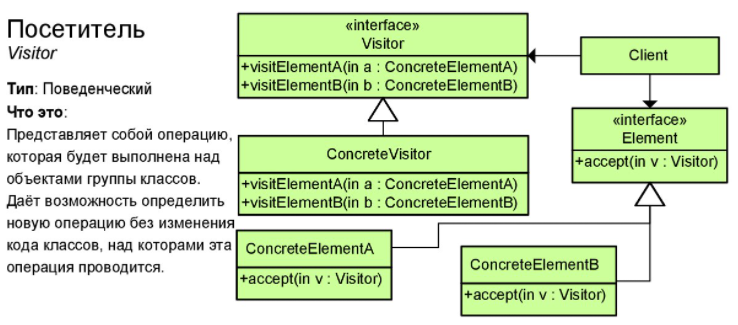 Посетитель
Visitor
Тип: Поведенческий
Что это:
Представляет собой операцию,
которая будет выполнена над
объектами группы классов.
Даёт возможность определить
новую операцию без изменения
кода классов, над которыми эта
операция проводится.
«interface»
Visitor
+visitElementA(in a : ConcreteElementA)
+visitElementB(in b : ConcreteElementB)
Client
«interface»
Element
+accept(in v : Visitor)
ConcreteVisitor
+visitElementA(in a : ConcreteElementA)
+visitElementB(in b : ConcreteElementB)
ConcreteElementA
+accept(in v : Visitor)
ConcreteElementB
+accept(in v : Visitor)